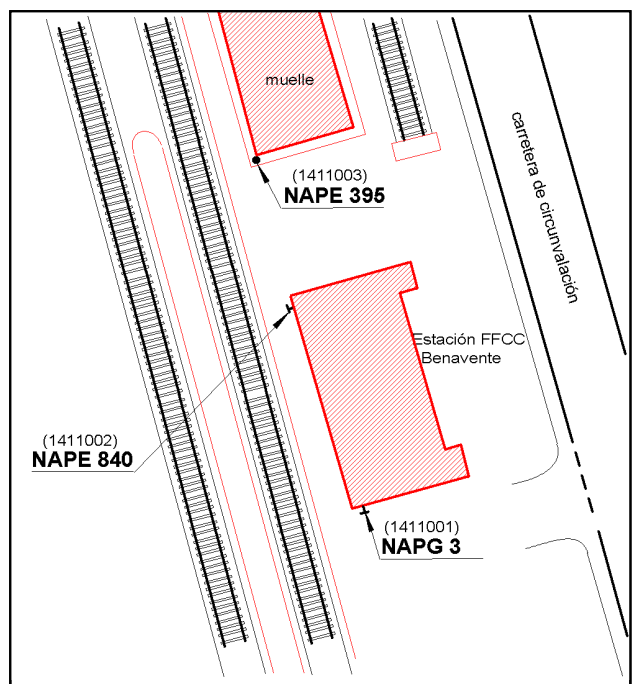 muelle
carretera de circunvalación
(1411003)
NAPE 395
Estación FFCC
Benavente
(1411002)
NAPE 840
(1411001)
NAPG 3